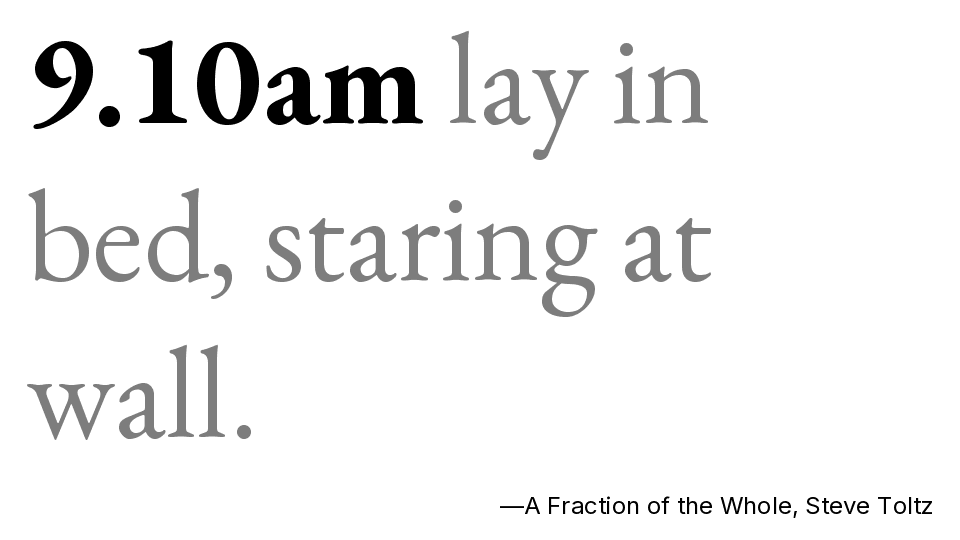 9.10am lay in
bed, staring at
wall.
—A Fraction of the Whole, Steve Toltz